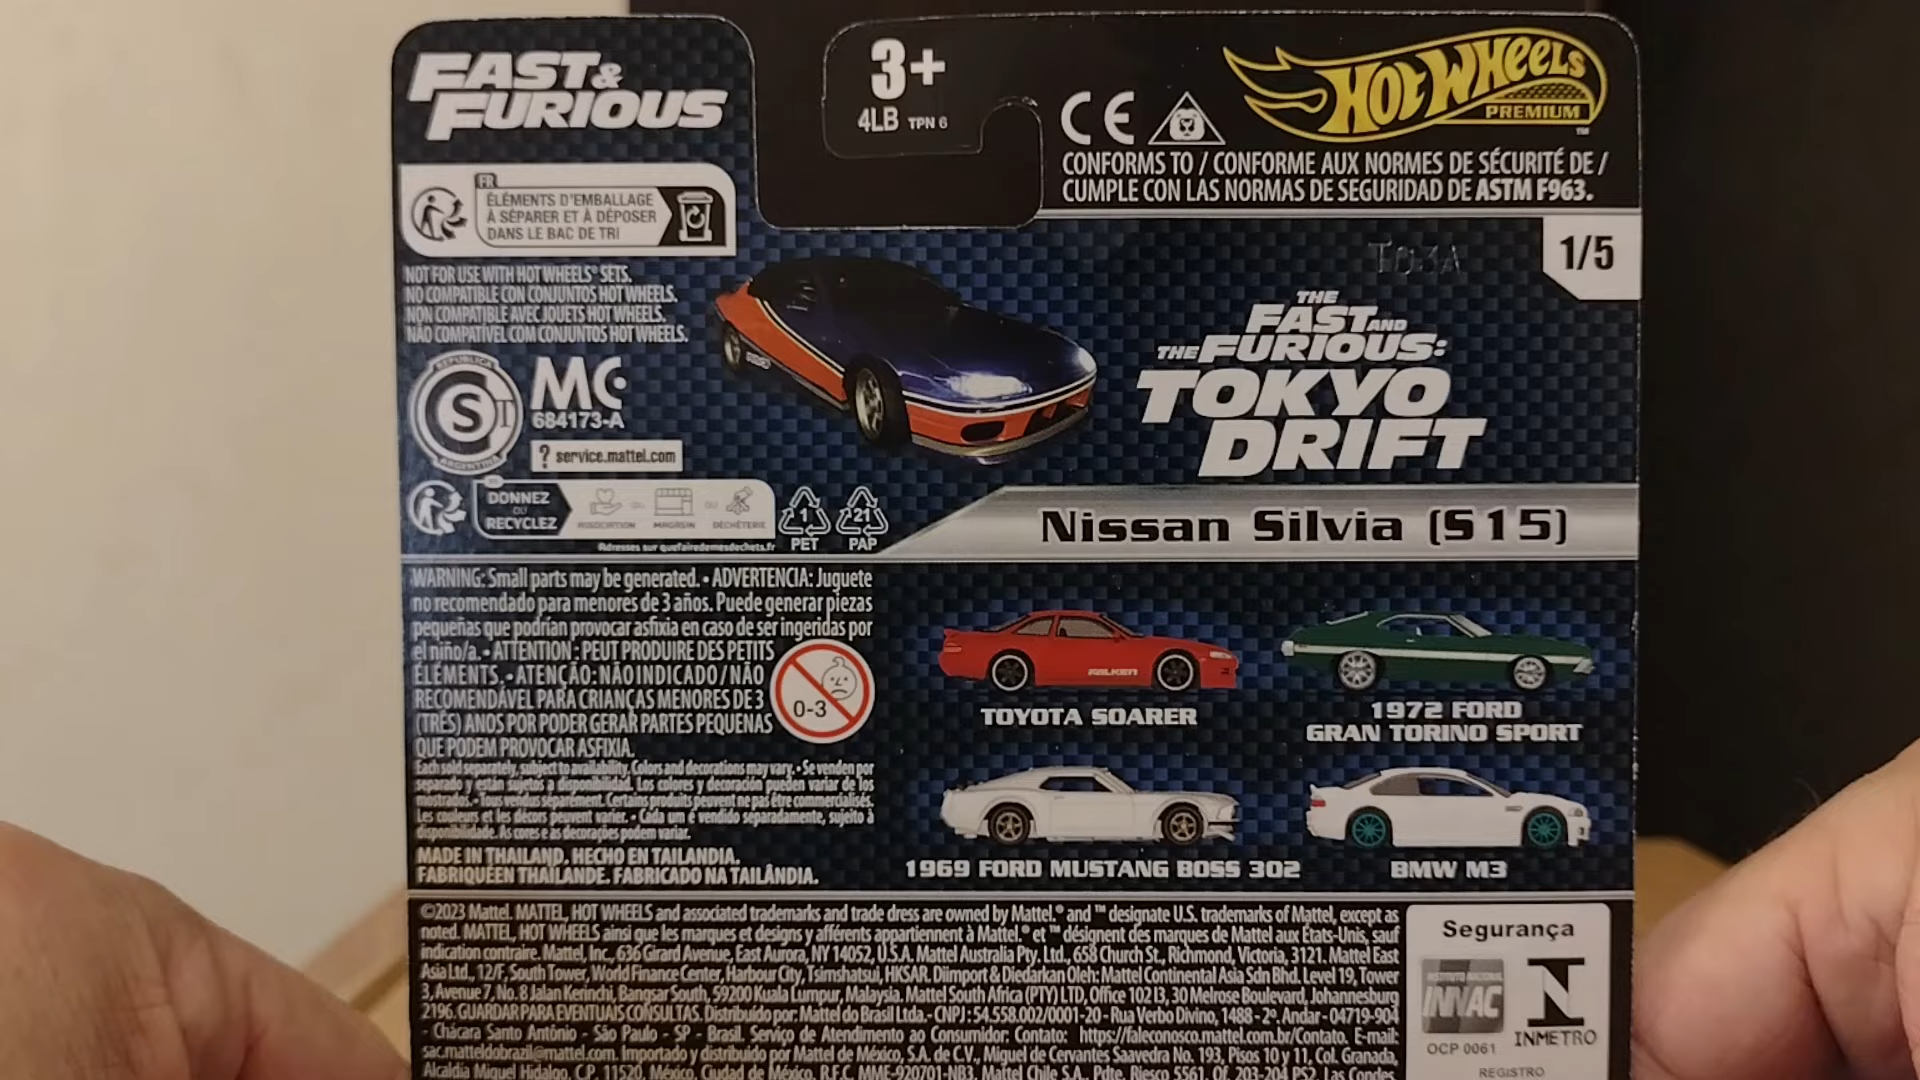 FAST &
FURIOUS
3+
4LB TPN 6
CE
HOT WHEELS
PREMIUM
™
CONFORMS TO / CONFORME AUX NORMES DE SÉCURITÉ DE /
CUMPLE CON LAS NORMAS DE SEGURIDAD DE ASTM F963.
FR
ÉLÉMENTS D'EMBALLAGE
À SÉPARER ET À DÉPOSER
DANS LE BAC DE TRI
NOT FOR USE WITH HOT WHEELS® SETS.
NO COMPATIBLE CON CONJUNTOS HOT WHEELS.
NON COMPATIBLE AVEC JOUETS HOT WHEELS.
NÃO COMPATÍVEL COM CONJUNTOS HOT WHEELS.
T03A
1/5
THE
FAST AND
THE FURIOUS:
TOKYO
DRIFT
REPUBLICA
S
ARGENTINA
MC
684173-A
? service.mattel.com
DONNEZ
OU
RECYCLEZ
ASSOCIATION OU MAGASIN OU DÉCHÈTERIE
Adresses sur quefairedemesdechets.fr
1
PET
21
PAP
Nissan Silvia (S15)
WARNING: Small parts may be generated. • ADVERTENCIA: Juguete
no recomendado para menores de 3 años. Puede generar piezas
pequeñas que podrían provocar asfixia en caso de ser ingeridas por
el niño/a. • ATTENTION : PEUT PRODUIRE DES PETITS
ÉLÉMENTS. • ATENÇÃO: NÃO INDICADO / NÃO
RECOMENDÁVEL PARA CRIANÇAS MENORES DE 3
(TRÊS) ANOS POR PODER GERAR PARTES PEQUENAS
QUE PODEM PROVOCAR ASFIXIA.
0-3
Each sold separately, subject to availability. Colors and decorations may vary. • Se venden por
separado y están sujetos a disponibilidad. Los colores y decoración pueden variar de los
mostrados. • Tous vendus séparément. Certains produits peuvent ne pas être commercialisés.
Les couleurs et les décors peuvent varier. • Cada um é vendido separadamente, sujeito à
disponibilidade. As cores e as decorações podem variar.
MADE IN THAILAND. HECHO EN TAILANDIA.
FABRIQUÉ EN THAÏLANDE. FABRICADO NA TAILÂNDIA.
FALKEN
TOYOTA SOARER
1972 FORD
GRAN TORINO SPORT
1969 FORD MUSTANG BOSS 302
BMW M3
©2023 Mattel. MATTEL, HOT WHEELS and associated trademarks and trade dress are owned by Mattel.® and ™ designate U.S. trademarks of Mattel, except as
noted. MATTEL, HOT WHEELS ainsi que les marques et designs y afférents appartiennent à Mattel.® et ™ désignent des marques de Mattel aux États-Unis, sauf
indication contraire. Mattel, Inc., 636 Girard Avenue, East Aurora, NY 14052, U.S.A. Mattel Australia Pty. Ltd., 658 Church St., Richmond, Victoria, 3121. Mattel East
Asia Ltd., 12/F, South Tower, World Finance Center, Harbour City, Tsimshatsui, HKSAR. Diimport & Diedarkan Oleh: Mattel Continental Asia Sdn Bhd. Level 19, Tower
3, Avenue 7, No. 8 Jalan Kerinchi, Bangsar South, 59200 Kuala Lumpur, Malaysia. Mattel South Africa (PTY) LTD, Office 102 I3, 30 Melrose Boulevard, Johannesburg
2196. GUARDAR PARA EVENTUAIS CONSULTAS. Distribuído por: Mattel do Brasil Ltda. - CNPJ : 54.558.002/0001-20 - Rua Verbo Divino, 1488 - 2º. Andar - 04719-904
- Chácara Santo Antônio - São Paulo - SP - Brasil. Serviço de Atendimento ao Consumidor: Contato: https://faleconosco.mattel.com.br/Contato. E-mail:
sac.matteldobrazil@mattel.com. Importado y distribuido por Mattel de México, S.A. de C.V., Miguel de Cervantes Saavedra No. 193, Pisos 10 y 11, Col. Granada,
Alcaldía Miguel Hidalgo, C.P. 11520, México, Ciudad de México. R.F.C. MME-920701-NB3. Mattel Chile S.A., Pdte. Riesco 5561, Of. 203-204 PS2, Las Condes,
Segurança
INNAC
OCP 0061
INMETRO
REGISTRO